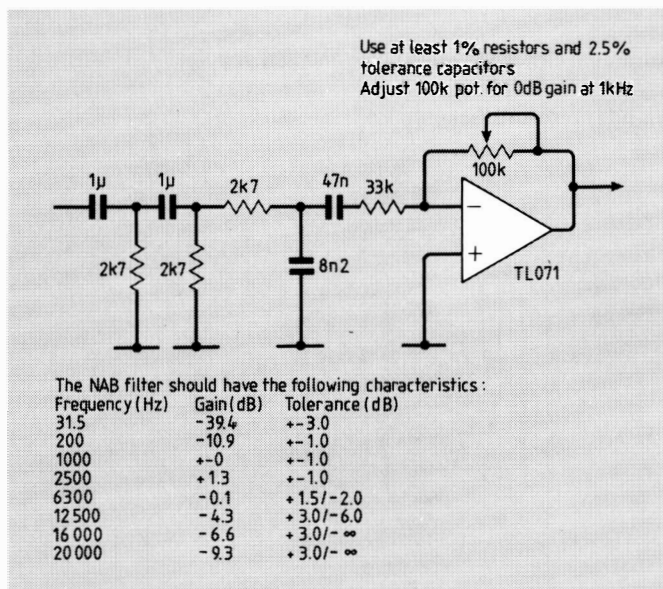 Use at least 1% resistors and 2.5%
tolerance capacitors
Adjust 100k pot. for 0dB gain at 1kHz
1µ
1µ
2k7
47n
33k
100k
2k7
2k7
8n2
−
+
TL071
The NAB filter should have the following characteristics :
Frequency (Hz) Gain (dB) Tolerance (dB)
31.5 -39.4 +-3.0
200 -10.9 +-1.0
1000 +-0 +-1.0
2500 +1.3 +-1.0
6300 -0.1 +1.5/-2.0
12500 -4.3 +3.0/-6.0
16000 -6.6 +3.0/-∞
20000 -9.3 +3.0/-∞